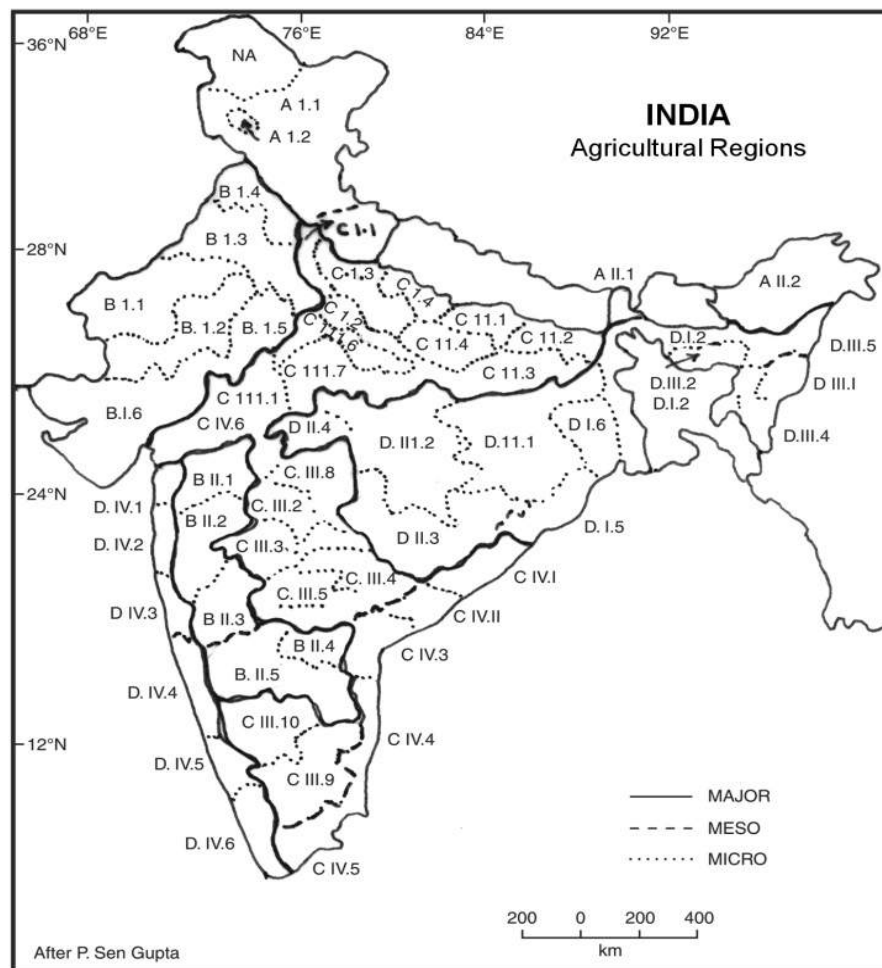 68°E 76°E 84°E 92°E
36°N
NA
A 1.1
INDIA
Agricultural Regions
A 1.2
B 1.4
C I.1
28°N
B 1.3
C.1.3
A II.1
A II.2
C 1.4
B 1.1
B. 1.2
B 1.5
C 1.2
C 11.1
D.I.2
D.III.5
C 111.6
C 11.4
C 11.2
C 111.7
C 11.3
D.III.2
D III.I
D.I.2
B.I.6
C 111.1
C IV.6
D II.4
D. II1.2
D.11.1
D I.6
D.III.4
B II.1
C. III.8
24°N
D. IV.1
B II.2
C. III.2
D. IV.2
C III.3
D II.3
D. I.5
C. III.4
C IV.I
D IV.3
B II.3
C. III.5
C IV.II
B II.4
C IV.3
D. IV.4
B. II.5
C III.10
12°N
C IV.4
D. IV.5
C III.9
MAJOR
MESO
D. IV.6
MICRO
C IV.5
200 0 200 400
km
After P. Sen Gupta